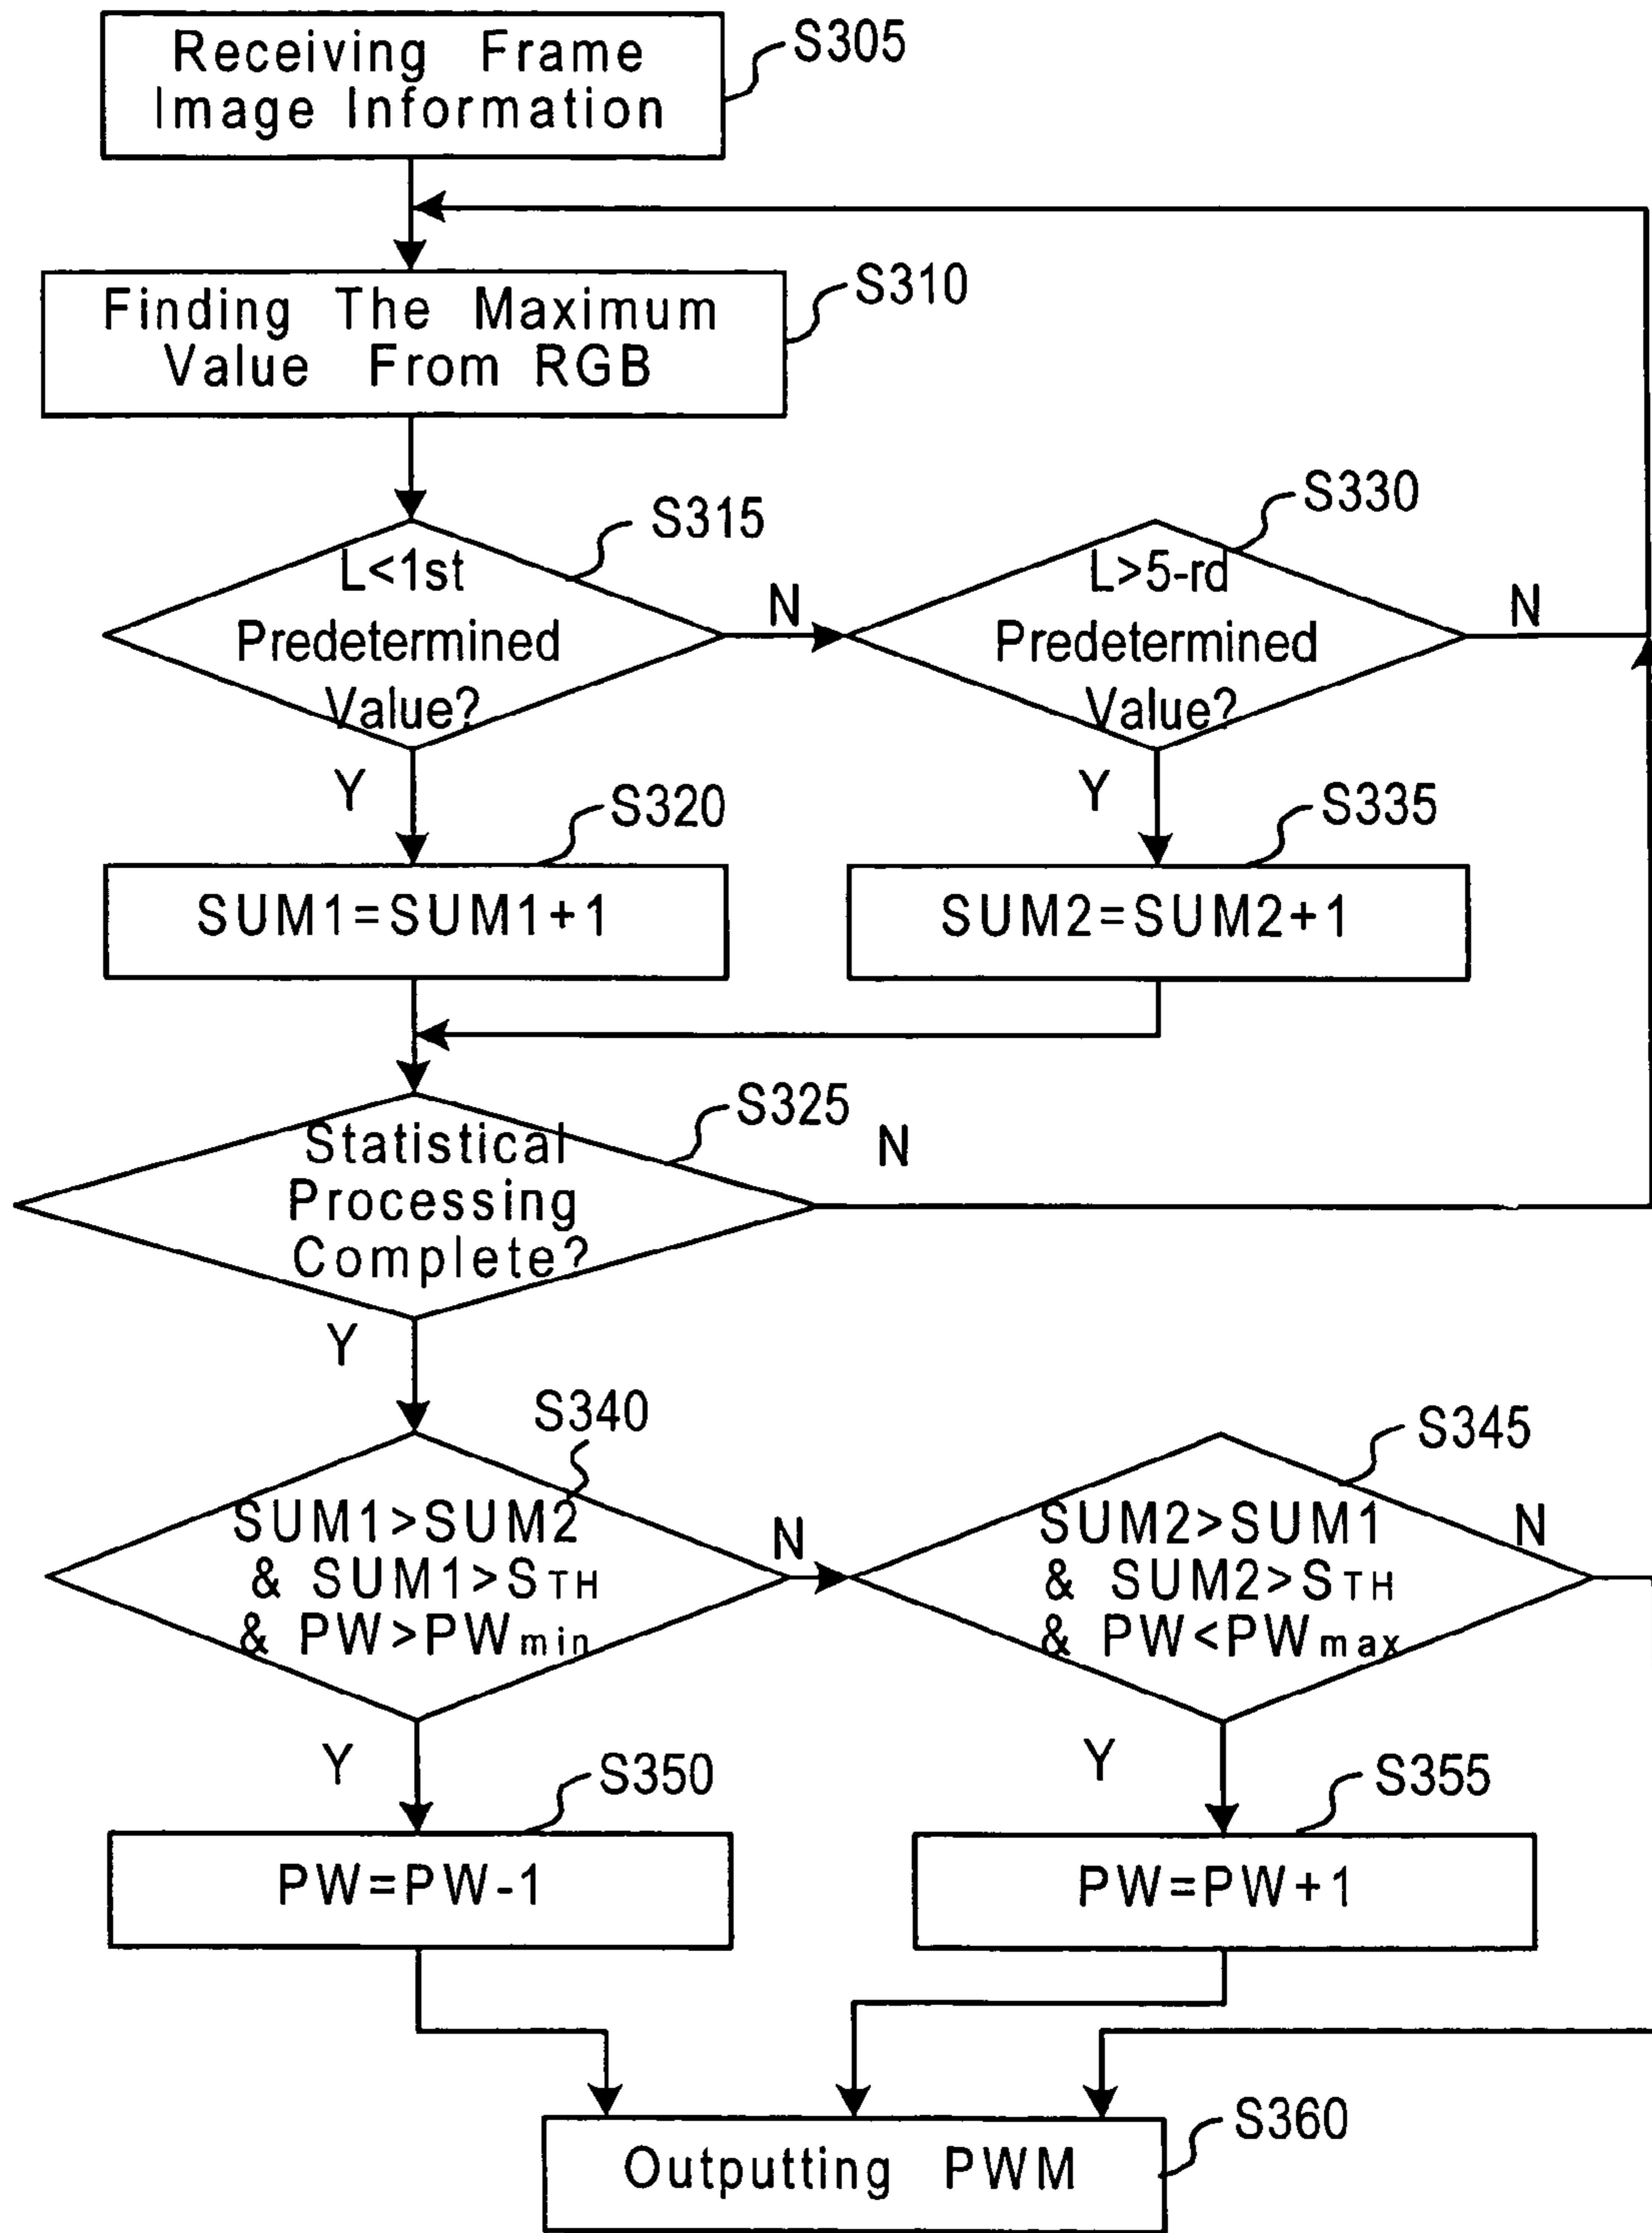 Receiving Frame
Image Information
S305
Finding The Maximum
Value From RGB
S310
L<1st
Predetermined
Value?
S315
N
L>5-rd
Predetermined
Value?
S330
N
Y
Y
S320
S335
SUM1=SUM1+1
SUM2=SUM2+1
Statistical
Processing
Complete?
S325
N
Y
S340
SUM1>SUM2
& SUM1>STH
& PW>PWmin
N
S345
SUM2>SUM1
& SUM2>STH
& PW<PWmax
N
Y
Y
S350
S355
PW=PW-1
PW=PW+1
Outputting PWM
S360